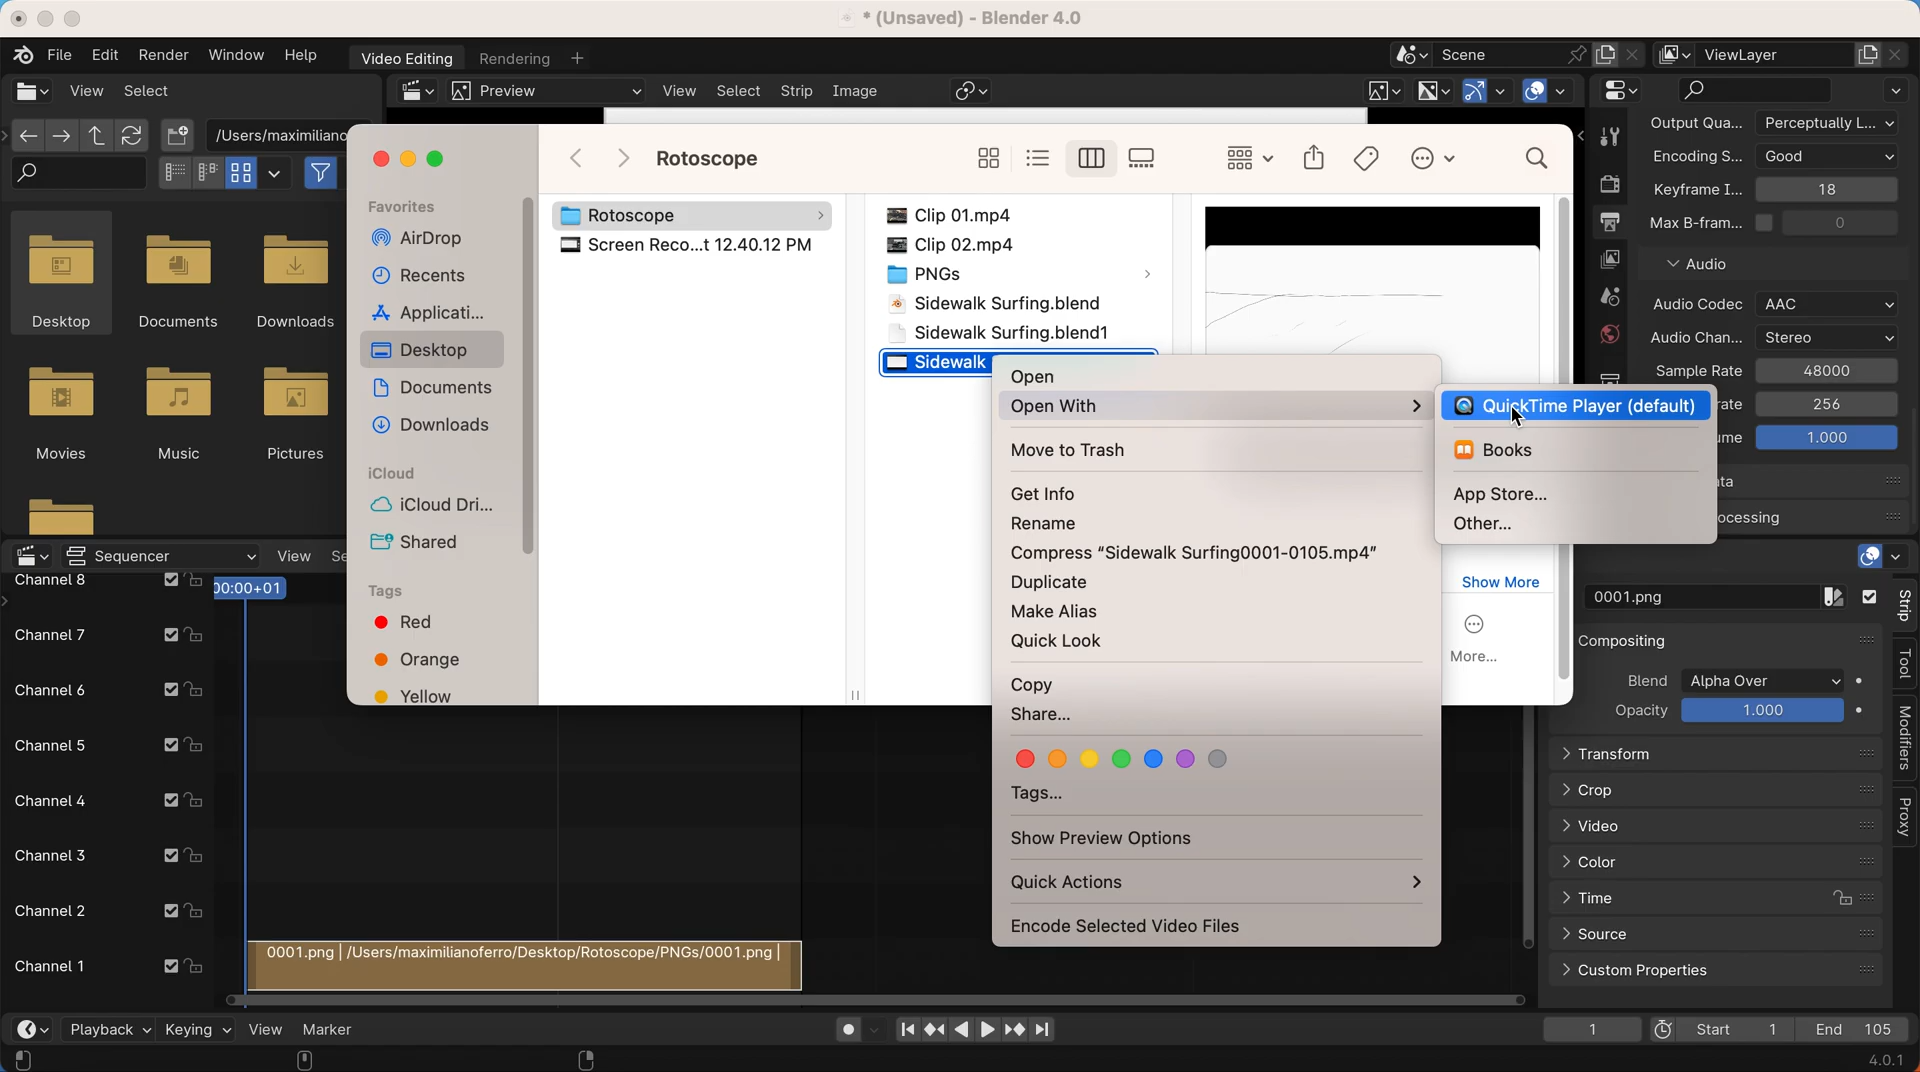 * (Unsaved) - Blender 4.0
File Edit Render Window Help Video Editing Rendering + Scene ViewLayer
View Select Preview View Select Strip Image
/Users/maximiliano
Desktop Documents Downloads
Movies Music Pictures
Rotoscope
Favorites
AirDrop
Recents
Applicati...
Desktop
Documents
Downloads
iCloud
iCloud Dri...
Shared
Tags
Red
Orange
Yellow
Rotoscope
Screen Reco...t 12.40.12 PM
Clip 01.mp4
Clip 02.mp4
PNGs
Sidewalk Surfing.blend
Sidewalk Surfing.blend1
Sidewalk
Show More
More...
Open
Open With
Move to Trash
Get Info
Rename
Compress “Sidewalk Surfing0001-0105.mp4”
Duplicate
Make Alias
Quick Look
Copy
Share...
Tags...
Show Preview Options
Quick Actions
Encode Selected Video Files
QuickTime Player (default)
Books
App Store...
Other...
Output Qua... Perceptually L...
Encoding S... Good
Keyframe I... 18
Max B-fram... 0
Audio
Audio Codec AAC
Audio Chan... Stereo
Sample Rate 48000
rate 256
ume 1.000
ata
ocessing
Sequencer View Se
Channel 8 00:00+01
Channel 7
Channel 6
Channel 5
Channel 4
Channel 3
Channel 2
Channel 1
0001.png | /Users/maximilianoferro/Desktop/Rotoscope/PNGs/0001.png |
0001.png
Compositing
Blend Alpha Over
Opacity 1.000
Transform
Crop
Video
Color
Time
Source
Custom Properties
Strip
Tool
Modifiers
Proxy
Playback Keying View Marker 1 Start 1 End 105
4.0.1